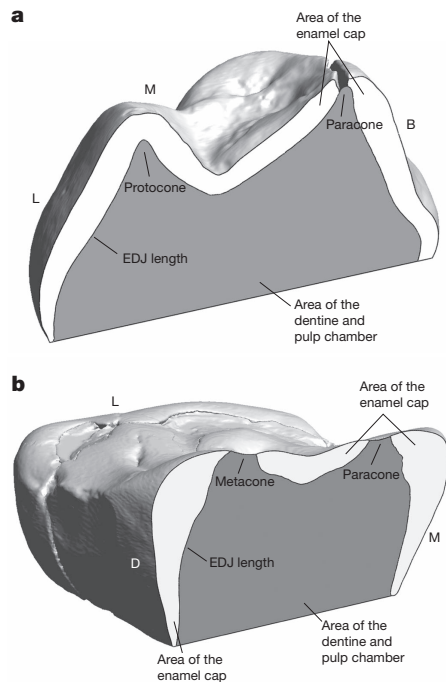 a
Area of the
enamel cap
M
Paracone
B
Protocone
L
EDJ length
Area of the
dentine and
pulp chamber
b
Area of the
enamel cap
L
Metacone
Paracone
M
D
EDJ length
Area of the
dentine and
pulp chamber
Area of the
enamel cap